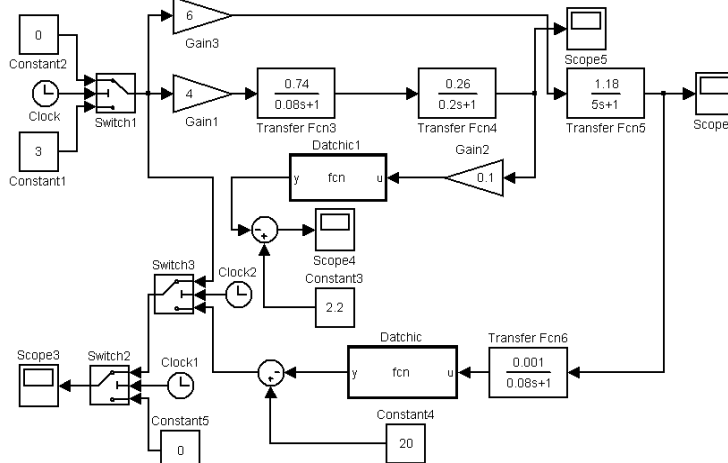 6
Gain3
0
Constant2
Clock
Switch1
3
Constant1
4
Gain1
0.74
0.08s+1
Transfer Fcn3
0.26
0.2s+1
Transfer Fcn4
Scope5
1.18
5s+1
Transfer Fcn5
Scope
Datchic1
y fcn u
Gain2
0.1
-
+
Scope4
Constant3
2.2
Switch3
Clock2
Scope3
Switch2
Clock1
Constant5
0
+ -
Datchic
y fcn u
Transfer Fcn6
0.001
0.08s+1
Constant4
20